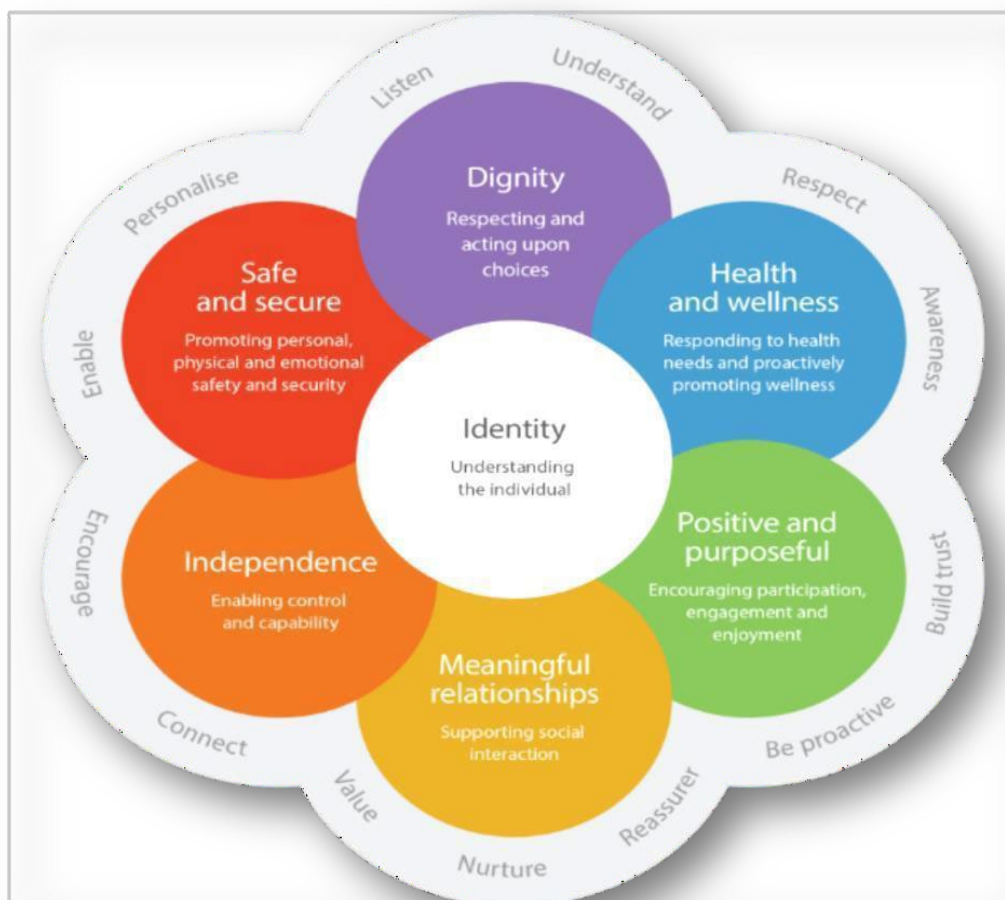 Listen
Understand
Personalise
Respect
Enable
Awareness
Encourage
Build trust
Connect
Be proactive
Value
Reassurer
Nurture
Dignity
Respecting and
acting upon
choices
Safe
and secure
Promoting personal,
physical and emotional
safety and security
Health
and wellness
Responding to health
needs and proactively
promoting wellness
Identity
Understanding
the individual
Independence
Enabling control
and capability
Positive and
purposeful
Encouraging participation,
engagement and
enjoyment
Meaningful
relationships
Supporting social
interaction